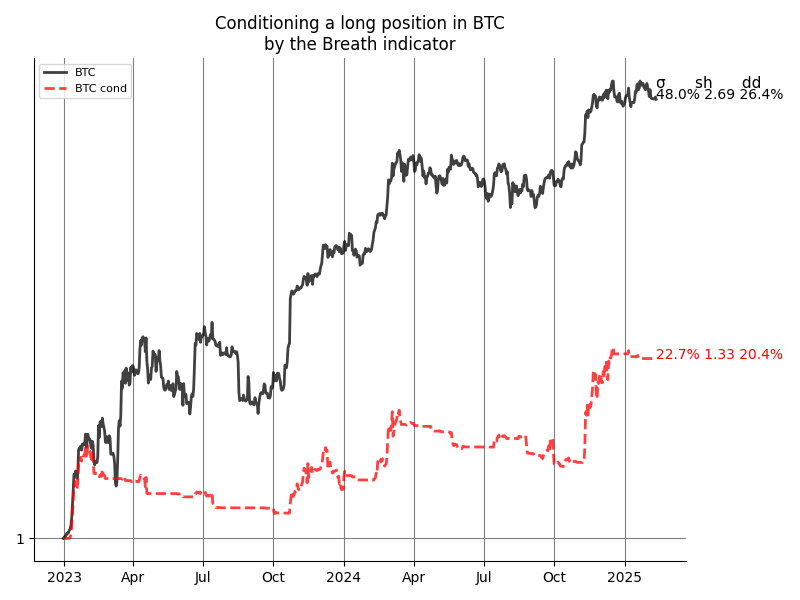 Conditioning a long position in BTC
by the Breath indicator
BTC
BTC cond
σ sh dd
48.0% 2.69 26.4%
22.7% 1.33 20.4%
1
2023 Apr Jul Oct 2024 Apr Jul Oct 2025